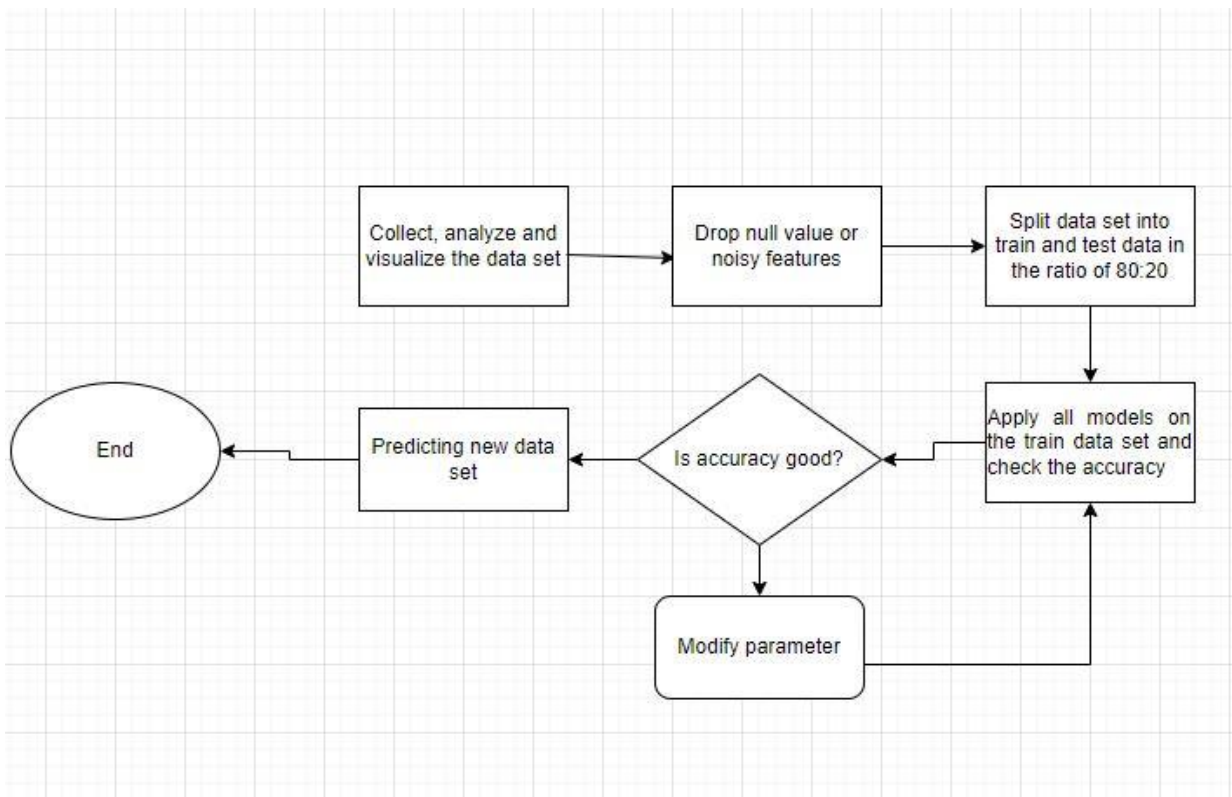 Collect, analyze and
visualize the data set
Drop null value or
noisy features
Split data set into
train and test data in
the ratio of 80:20
Apply all models on
the train data set and
check the accuracy
Is accuracy good?
Predicting new data
set
End
Modify parameter